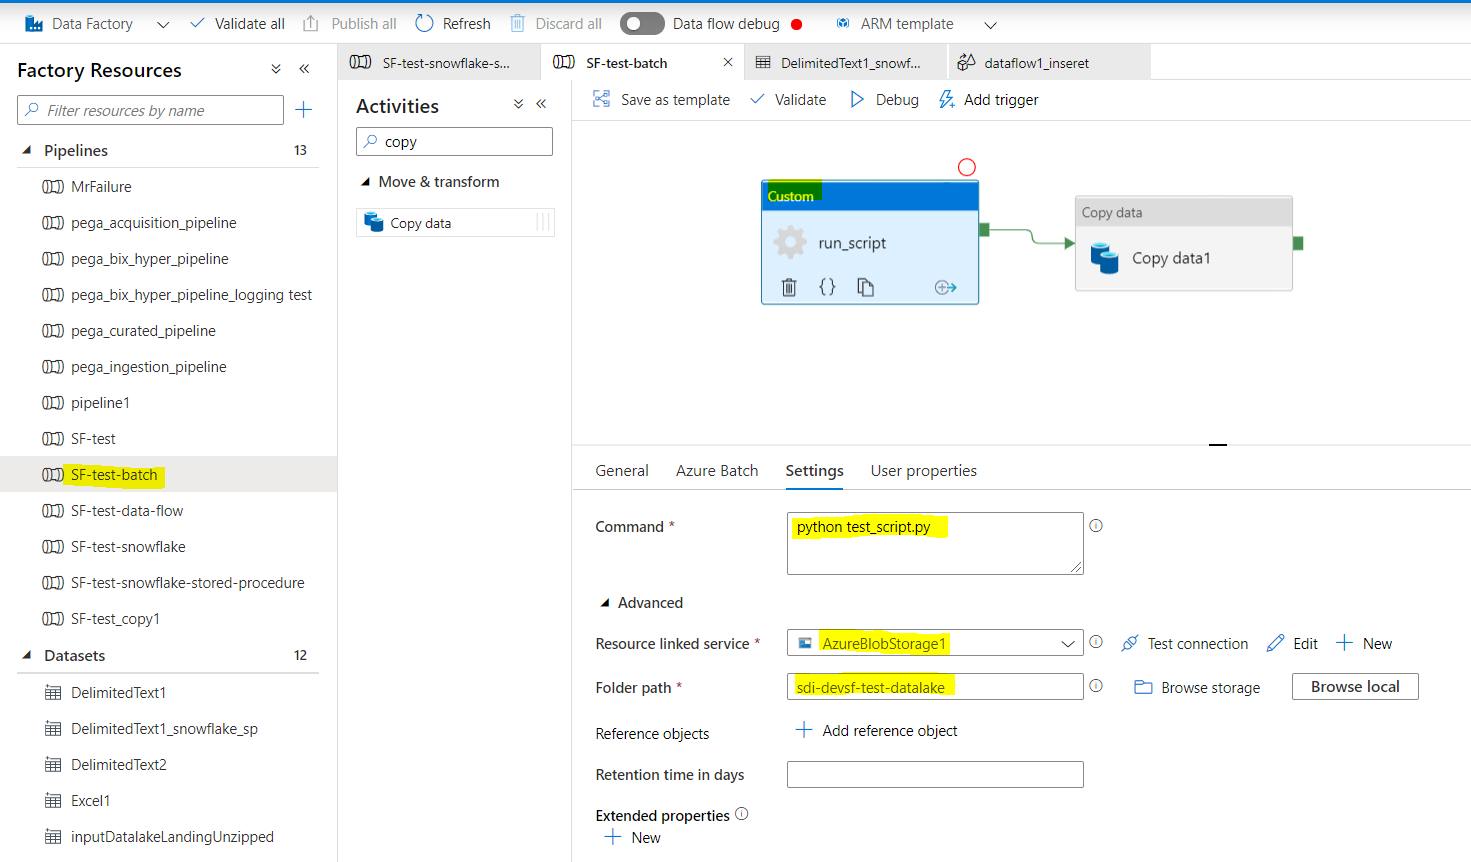 Data Factory Validate all Publish all Refresh Discard all Data flow debug ARM template
Factory Resources
Filter resources by name
Pipelines 13
MrFailure
pega_acquisition_pipeline
pega_bix_hyper_pipeline
pega_bix_hyper_pipeline_logging test
pega_curated_pipeline
pega_ingestion_pipeline
pipeline1
SF-test
SF-test-batch
SF-test-data-flow
SF-test-snowflake
SF-test-snowflake-stored-procedure
SF-test_copy1
Datasets 12
DelimitedText1
DelimitedText1_snowflake_sp
DelimitedText2
Excel1
inputDatalakeLandingUnzipped
SF-test-snowflake-s... SF-test-batch DelimitedText1_snowf... dataflow1_inseret
Activities
copy
Move & transform
Copy data
Save as template Validate Debug Add trigger
Custom
run_script
Copy data
Copy data1
General Azure Batch Settings User properties
Command * python test_script.py
Advanced
Resource linked service * AzureBlobStorage1 Test connection Edit New
Folder path * sdi-devsf-test-datalake Browse storage Browse local
Reference objects Add reference object
Retention time in days
Extended properties
New